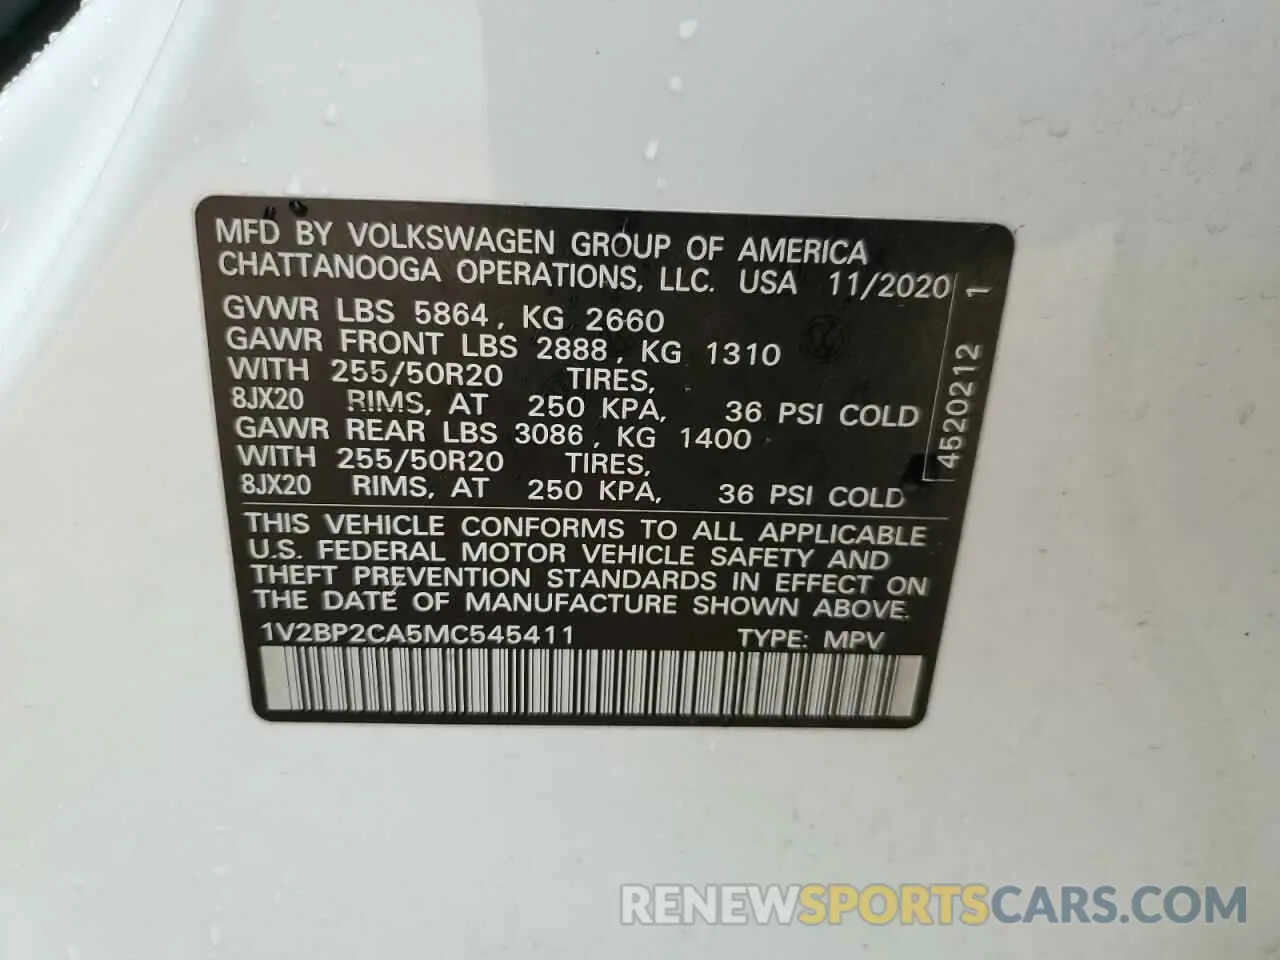 MFD BY VOLKSWAGEN GROUP OF AMERICA
CHATTANOOGA OPERATIONS, LLC. USA 11/2020
GVWR LBS 5864, KG 2660
GAWR FRONT LBS 2888, KG 1310
WITH 255/50R20 TIRES,
8JX20 RIMS, AT 250 KPA, 36 PSI COLD
GAWR REAR LBS 3086, KG 1400
WITH 255/50R20 TIRES,
8JX20 RIMS, AT 250 KPA, 36 PSI COLD
4520212 1
THIS VEHICLE CONFORMS TO ALL APPLICABLE
U.S. FEDERAL MOTOR VEHICLE SAFETY AND
THEFT PREVENTION STANDARDS IN EFFECT ON
THE DATE OF MANUFACTURE SHOWN ABOVE.
1V2BP2CA5MC545411 TYPE: MPV
RENEWSPORTSCARS.COM